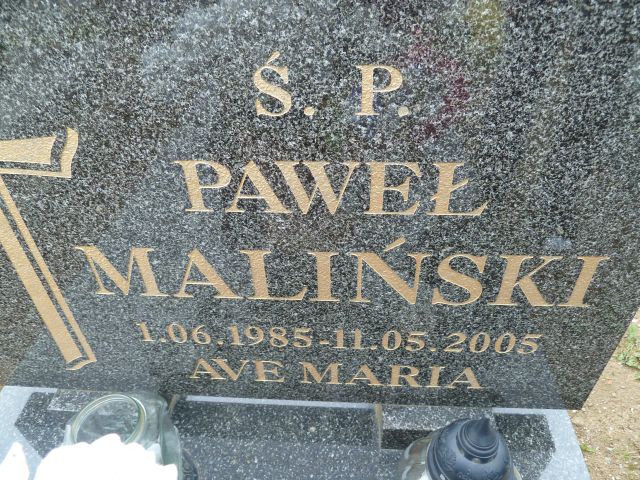 Ś. P.
PAWEŁ
MALIŃSKI
1.06.1985-11.05.2005
AVE MARIA